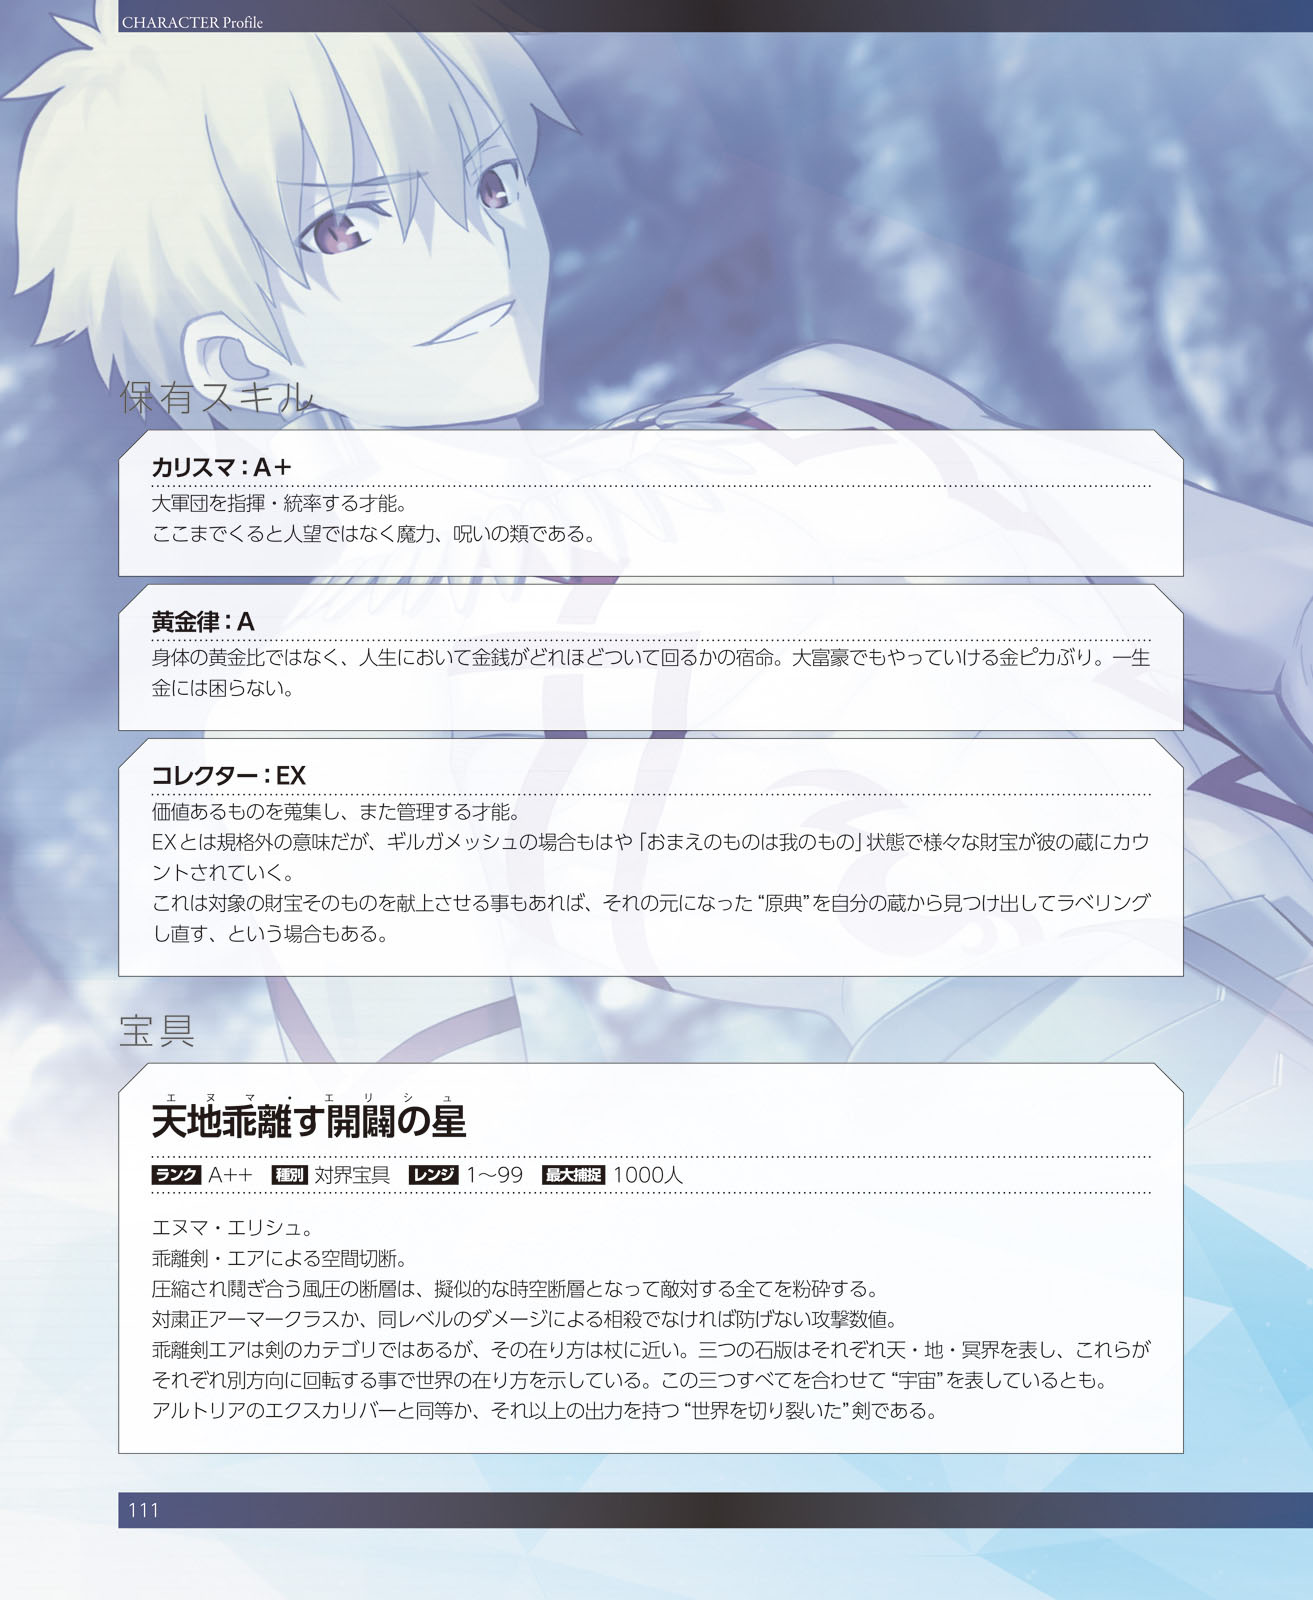 CHARACTER Profile
保有スキル
カリスマ：A＋
大軍団を指揮・統率する才能。
ここまでくると人望ではなく魔力、呪いの類である。
黄金律：A
身体の黄金比ではなく、人生において金銭がどれほどついて回るかの宿命。大富豪でもやっていける金ピカぶり。一生
金には困らない。
コレクター：EX
価値あるものを蒐集し、また管理する才能。
EXとは規格外の意味だが、ギルガメッシュの場合もはや「おまえのものは我のもの」状態で様々な財宝が彼の蔵にカウ
ントされていく。
これは対象の財宝そのものを献上させる事もあれば、それの元になった“原典”を自分の蔵から見つけ出してラベリング
し直す、という場合もある。
宝具
エヌマ・エリシュ
天地乖離す開闢の星
ランク A++ 種別 対界宝具 レンジ 1～99 最大捕捉 1000人
エヌマ・エリシュ。
乖離剣・エアによる空間切断。
圧縮され鬩ぎ合う風圧の断層は、擬似的な時空断層となって敵対する全てを粉砕する。
対粛正アーマークラスか、同レベルのダメージによる相殺でなければ防げない攻撃数値。
乖離剣エアは剣のカテゴリではあるが、その在り方は杖に近い。三つの石版はそれぞれ天・地・冥界を表し、これらが
それぞれ別方向に回転する事で世界の在り方を示している。この三つすべてを合わせて“宇宙”を表しているとも。
アルトリアのエクスカリバーと同等か、それ以上の出力を持つ“世界を切り裂いた”剣である。
111